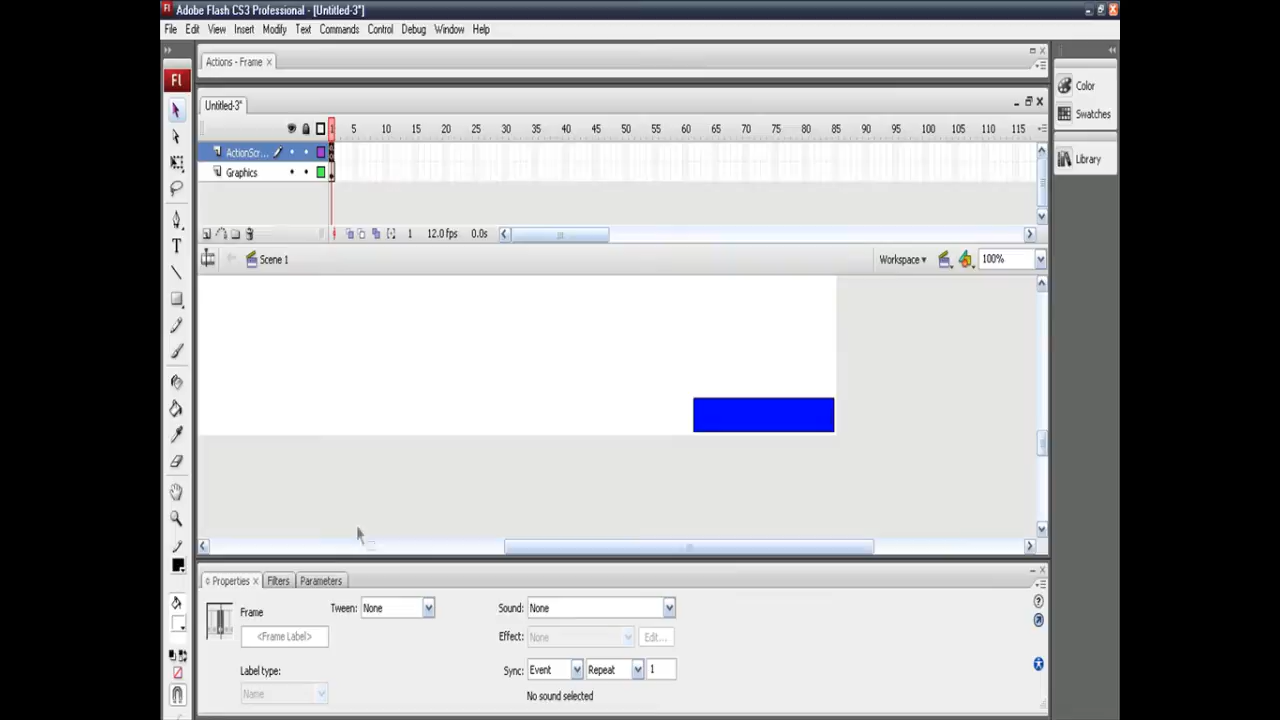 Fl Adobe Flash CS3 Professional - [Untitled-3*]
File Edit View Insert Modify Text Commands Control Debug Window Help
Actions - Frame ×
Fl
Color
Untitled-3*
Swatches
1 5 10 15 20 25 30 35 40 45 50 55 60 65 70 75 80 85 90 95 100 105 110 115
ActionScr...
Library
Graphics
1 12.0 fps 0.0s
Scene 1 Workspace ▾ 100%
T
Properties × Filters Parameters
Frame Tween: None Sound: None
<Frame Label> Effect: None Edit...
Label type: Sync: Event Repeat 1
Name No sound selected